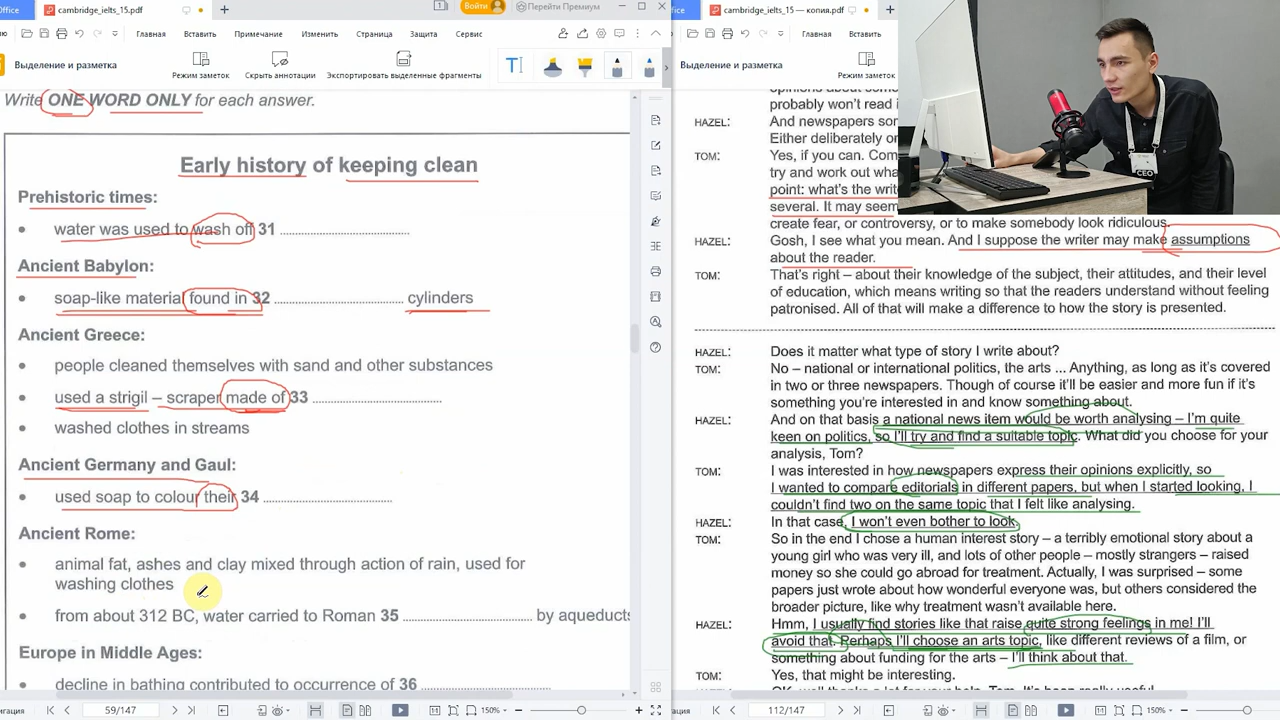 cambridge_ielts_15.pdf
Войти
Перейти Премиум
ffice
cambridge_ielts_15 — копия.pdf
Главная Вставить Примечание Изменить Страница Защита Сервис
Главная Вставить
Выделение и разметка
Режим заметок
Скрыть аннотации
Экспортировать выделенные фрагменты
Выделение и разметка
Режим заметок
Write ONE WORD ONLY for each answer.
Early history of keeping clean
Prehistoric times:
• water was used to wash off 31 ........................
Ancient Babylon:
• soap-like material found in 32 ........................ cylinders
Ancient Greece:
• people cleaned themselves with sand and other substances
• used a strigil – scraper made of 33 ........................
• washed clothes in streams
Ancient Germany and Gaul:
• used soap to colour their 34 ........................
Ancient Rome:
• animal fat, ashes and clay mixed through action of rain, used for
washing clothes
• from about 312 BC, water carried to Roman 35 ........................ by aqueducts
Europe in Middle Ages:
• decline in bathing contributed to occurrence of 36 ........................
игация
59/147
150%
opinions about
probably won't read i
HAZEL: And newspapers
Either deliberately or
TOM: Yes, if you can. Com
try and work out wha
point: what's the writ
several. It may seem
create fear, or controversy, or to make somebody look ridiculous.
HAZEL: Gosh, I see what you mean. And I suppose the writer may make assumptions
about the reader.
TOM: That's right – about their knowledge of the subject, their attitudes, and their level
of education, which means writing so that the readers understand without feeling
patronised. All of that will make a difference to how the story is presented.
HAZEL: Does it matter what type of story I write about?
TOM: No – national or international politics, the arts ... Anything, as long as it's covered
in two or three newspapers. Though of course it'll be easier and more fun if it's
something you're interested in and know something about.
HAZEL: And on that basis a national news item would be worth analysing – I'm quite
keen on politics, so I'll try and find a suitable topic. What did you choose for your
analysis, Tom?
TOM: I was interested in how newspapers express their opinions explicitly, so
I wanted to compare editorials in different papers, but when I started looking, I
couldn't find two on the same topic that I felt like analysing.
HAZEL: In that case, I won't even bother to look.
TOM: So in the end I chose a human interest story – a terribly emotional story about a
young girl who was very ill, and lots of other people – mostly strangers – raised
money so she could go abroad for treatment. Actually, I was surprised – some
papers just wrote about how wonderful everyone was, but others considered the
broader picture, like why treatment wasn't available here.
HAZEL: Hmm, I usually find stories like that raise quite strong feelings in me! I'll
avoid that. Perhaps I'll choose an arts topic, like different reviews of a film, or
something about funding for the arts – I'll think about that.
TOM: Yes, that might be interesting.
игация
112/147
150%
CEO